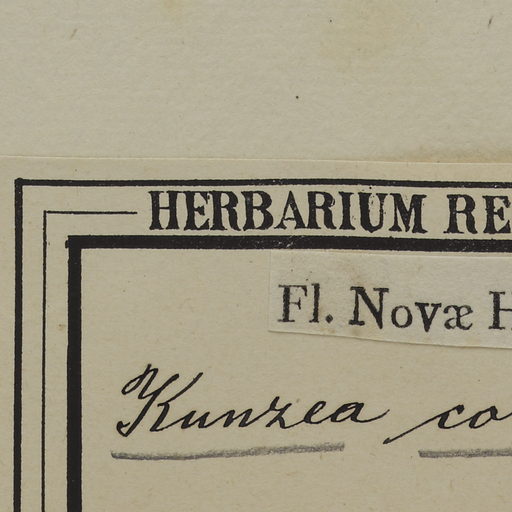 HERBARIUM RE
Fl. Novæ H
Kunzea co